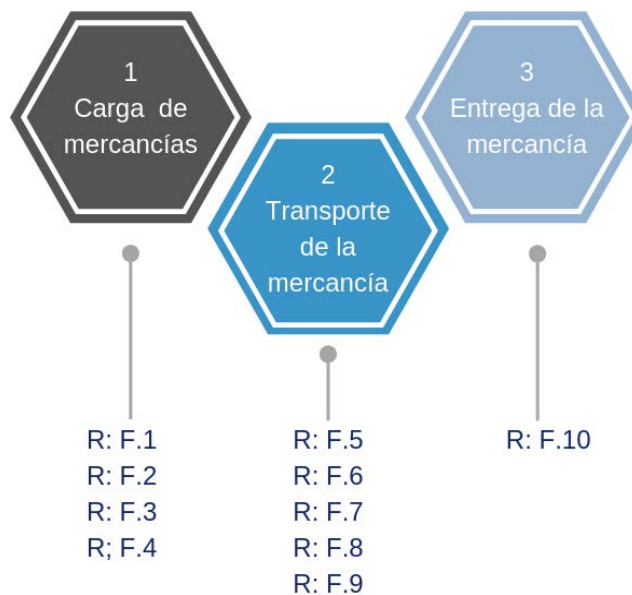 1
Carga de
mercancías
2
Transporte
de la
mercancía
3
Entrega de la
mercancía
R: F.1
R: F.2
R: F.3
R; F.4
R: F.5
R: F.6
R: F.7
R: F.8
R: F.9
R: F.10